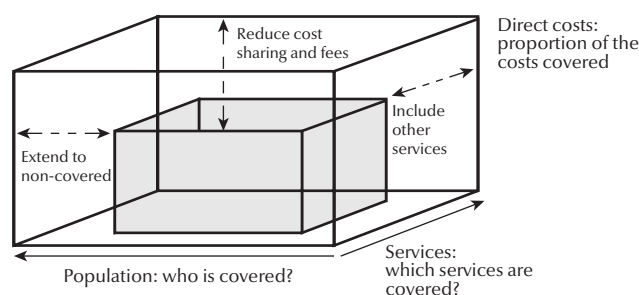 Reduce cost
sharing and fees
Direct costs:
proportion of the
costs covered
Include
other
services
Extend to
non-covered
Population: who is covered?
Services:
which services are
covered?